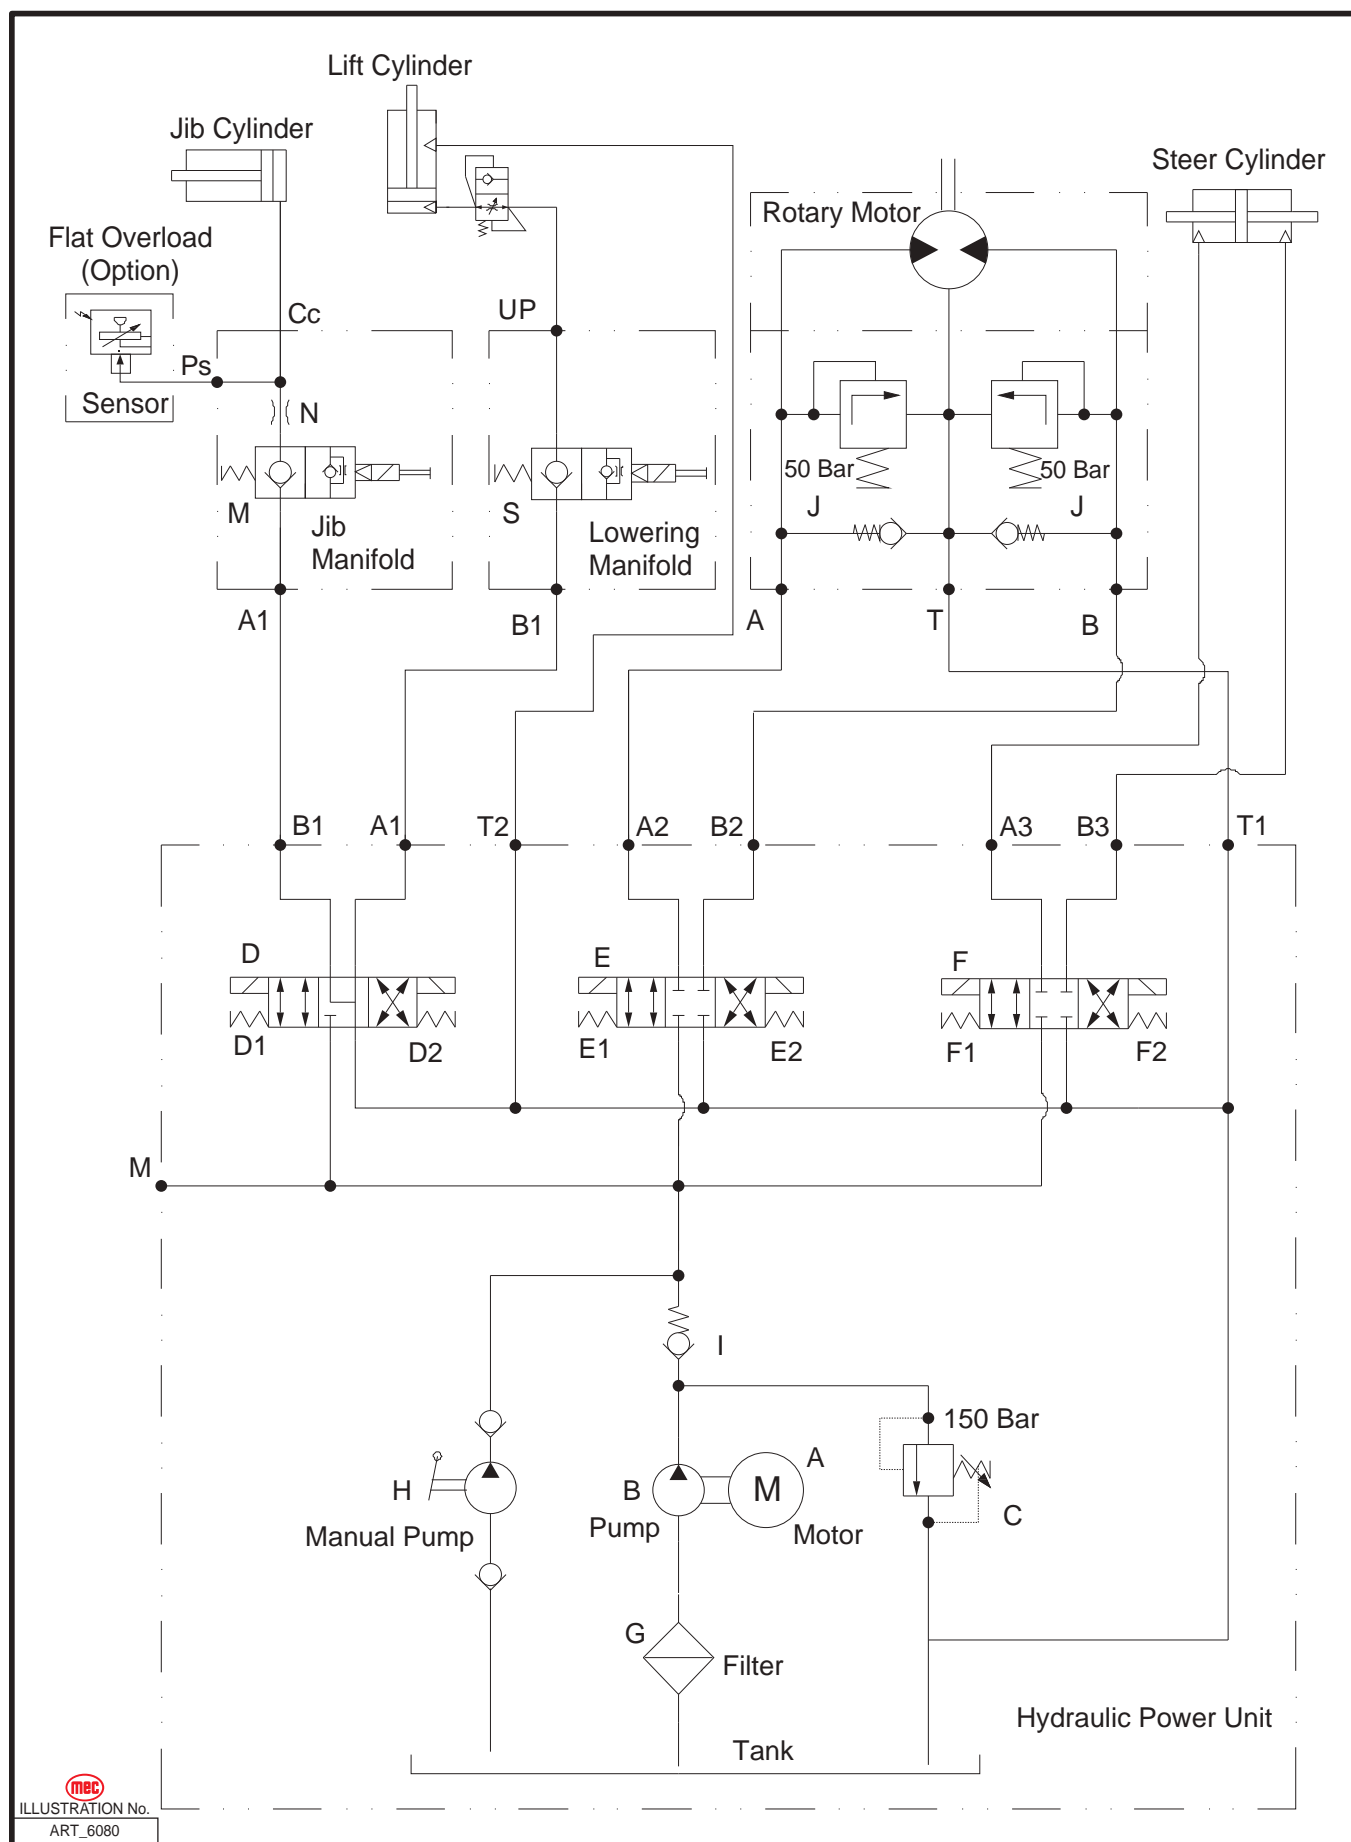 Lift Cylinder
Jib Cylinder
Steer Cylinder
Rotary Motor
Flat Overload
(Option)
Cc
UP
Ps
Sensor
N
50 Bar
50 Bar
M
S
J
J
Jib
Manifold
Lowering
Manifold
A1
B1
A
T
B
B1
A1
T2
A2
B2
A3
B3
T1
D
E
F
D1
D2
E1
E2
F1
F2
M
I
150 Bar
A
H
B
M
C
Manual Pump
Pump
Motor
G
Filter
Hydraulic Power Unit
Tank
mec
ILLUSTRATION No.
ART_6080